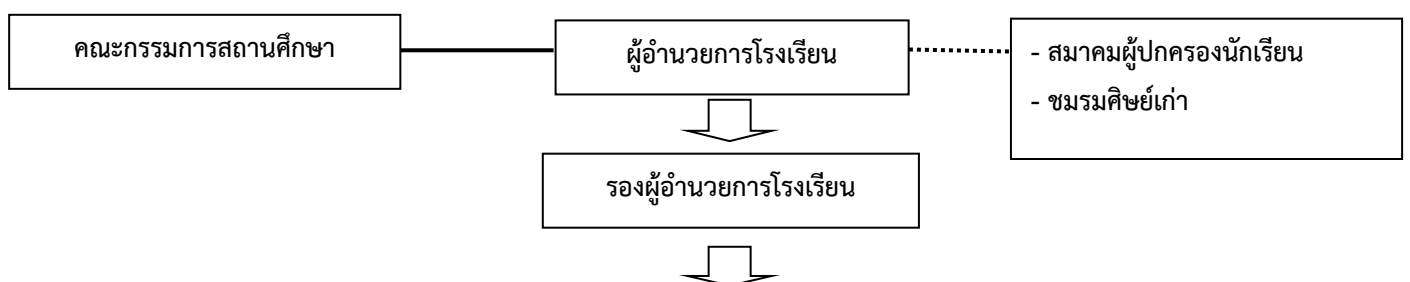 คณะกรรมการสถานศึกษา
ผู้อำนวยการโรงเรียน
- สมาคมผู้ปกครองนักเรียน
- ชมรมศิษย์เก่า
รองผู้อำนวยการโรงเรียน